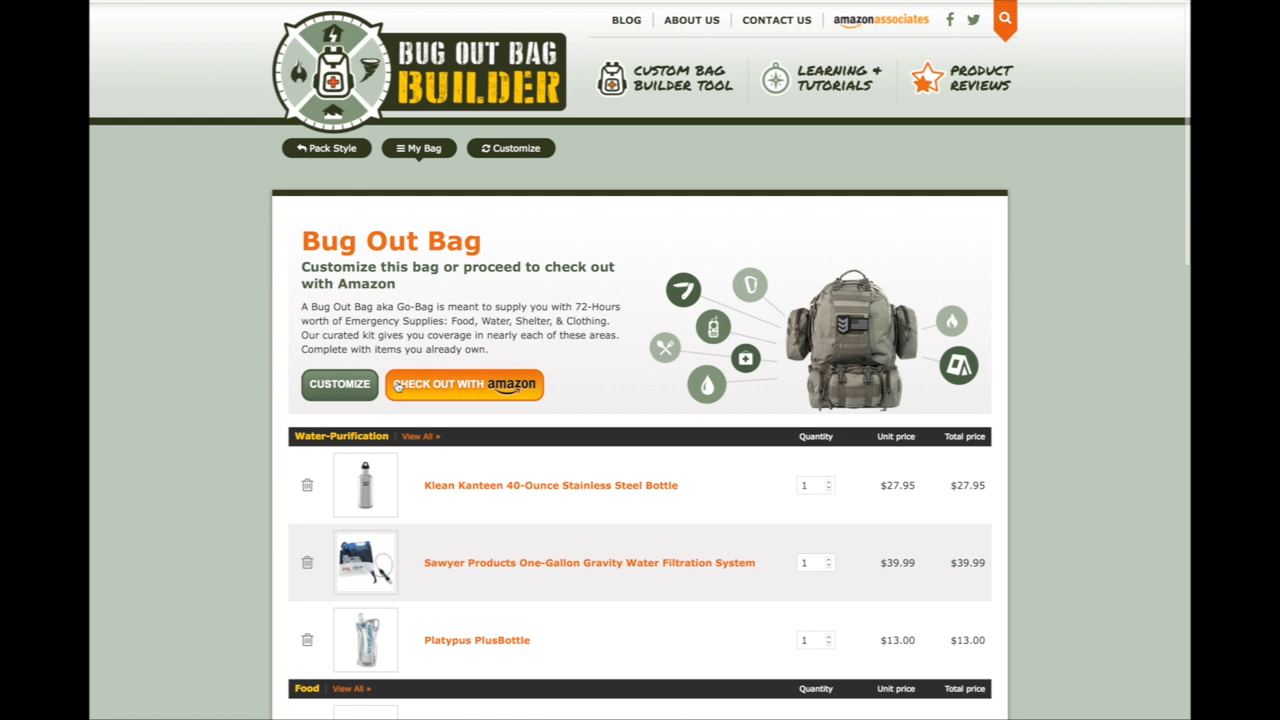 BLOG
ABOUT US
CONTACT US
amazonassociates
BUG OUT BAG
BUILDER
CUSTOM BAG
BUILDER TOOL
LEARNING &
TUTORIALS
PRODUCT
REVIEWS
Pack Style
My Bag
Customize
Bug Out Bag
Customize this bag or proceed to check out
with Amazon
A Bug Out Bag aka Go-Bag is meant to supply you with 72-Hours
worth of Emergency Supplies: Food, Water, Shelter, & Clothing.
Our curated kit gives you coverage in nearly each of these areas.
Complete with items you already own.
CUSTOMIZE
CHECK OUT WITH amazon
Water-Purification | View All » Quantity Unit price Total price
Klean Kanteen 40-Ounce Stainless Steel Bottle 1 $27.95 $27.95
Sawyer Products One-Gallon Gravity Water Filtration System 1 $39.99 $39.99
Platypus PlusBottle 1 $13.00 $13.00
Food | View All » Quantity Unit price Total price